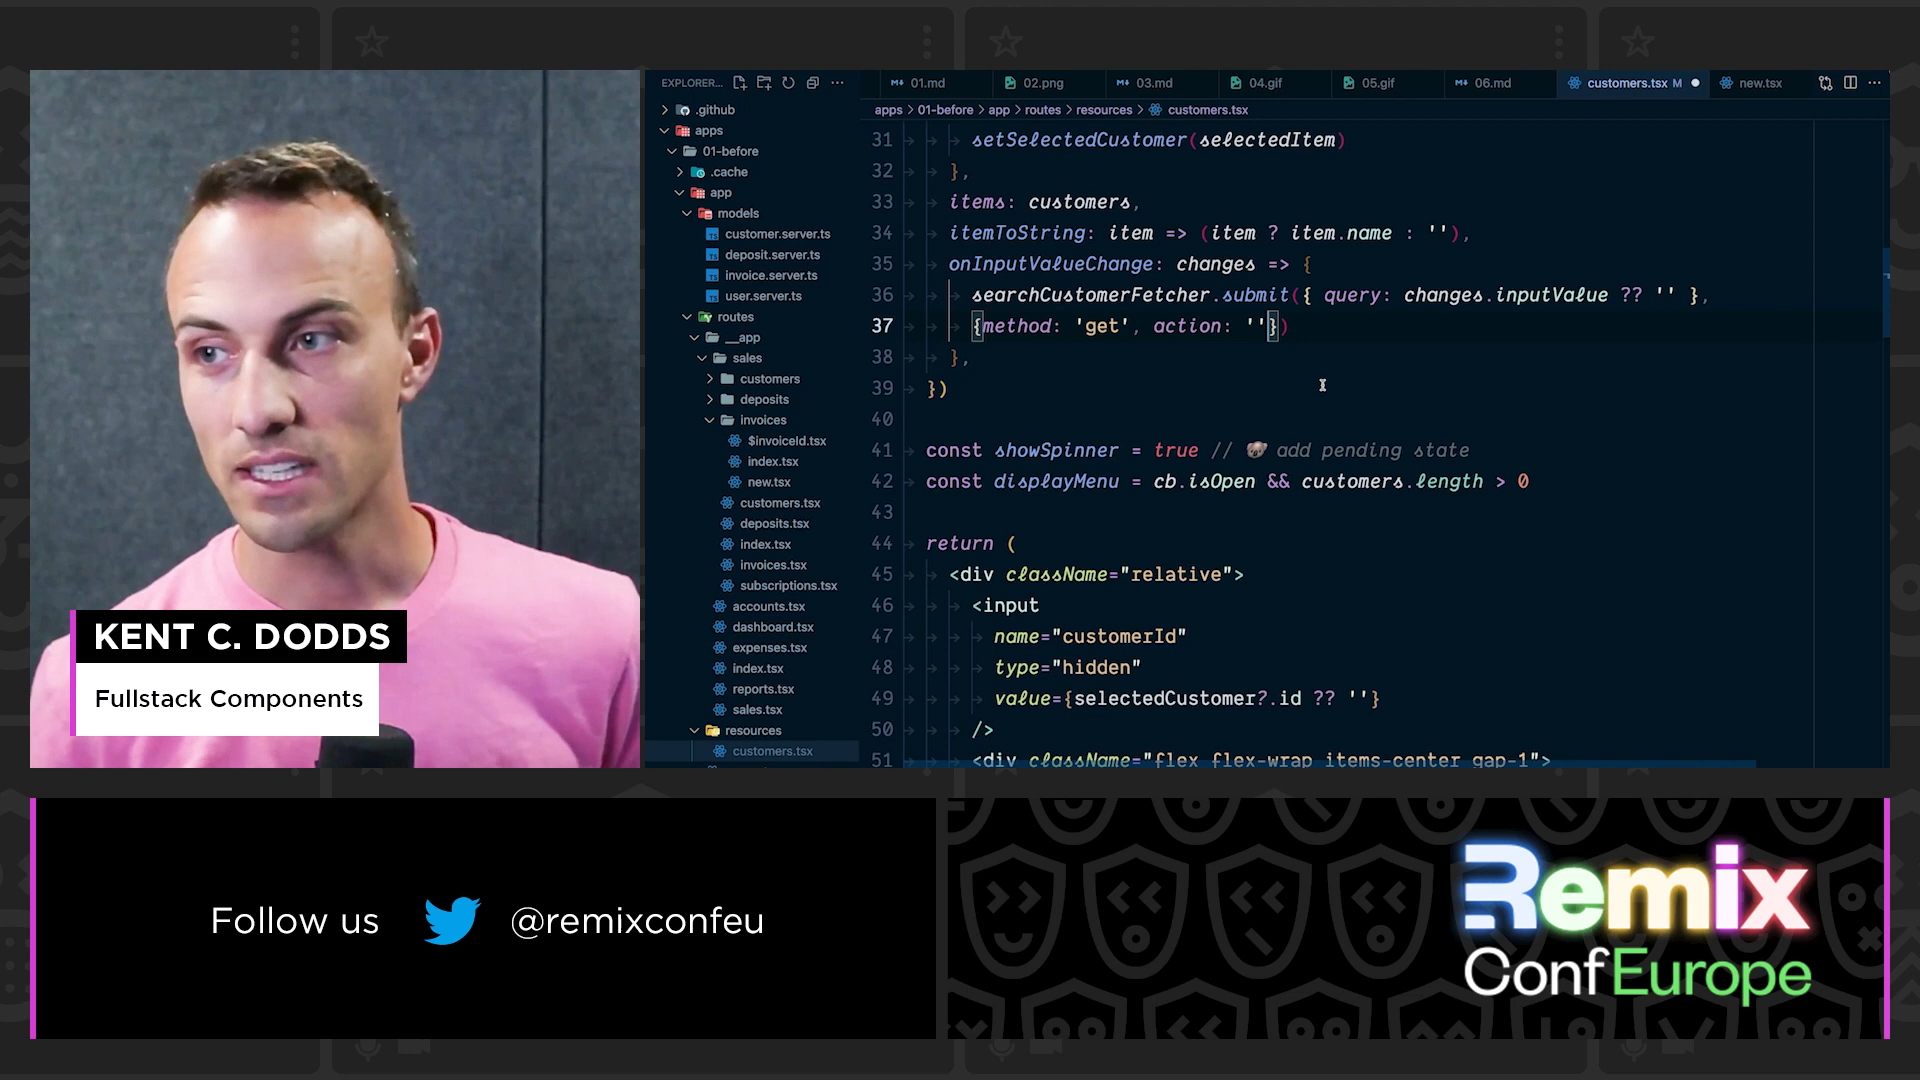 EXPLORER...
01.md
02.png
03.md
04.gif
05.gif
06.md
customers.tsx M
new.tsx
.github
apps
01-before
.cache
app
models
customer.server.ts
deposit.server.ts
invoice.server.ts
user.server.ts
routes
__app
sales
customers
deposits
invoices
$invoiceId.tsx
index.tsx
new.tsx
customers.tsx
deposits.tsx
index.tsx
invoices.tsx
subscriptions.tsx
accounts.tsx
dashboard.tsx
expenses.tsx
index.tsx
reports.tsx
sales.tsx
resources
customers.tsx
apps > 01-before > app > routes > resources > customers.tsx
31 setSelectedCustomer(selectedItem)
32 },
33 items: customers,
34 itemToString: item => (item ? item.name : ''),
35 onInputValueChange: changes => {
36 searchCustomerFetcher.submit({ query: changes.inputValue ?? '' },
37 {method: 'get', action: ''})
38 },
39 })
40
41 const showSpinner = true // 🐨 add pending state
42 const displayMenu = cb.isOpen && customers.length > 0
43
44 return (
45 <div className="relative">
46 <input
47 name="customerId"
48 type="hidden"
49 value={selectedCustomer?.id ?? ''}
50 />
51 <div className="flex flex-wrap items-center gap-1">
KENT C. DODDS
Fullstack Components
Follow us @remixconfeu
Remix
ConfEurope